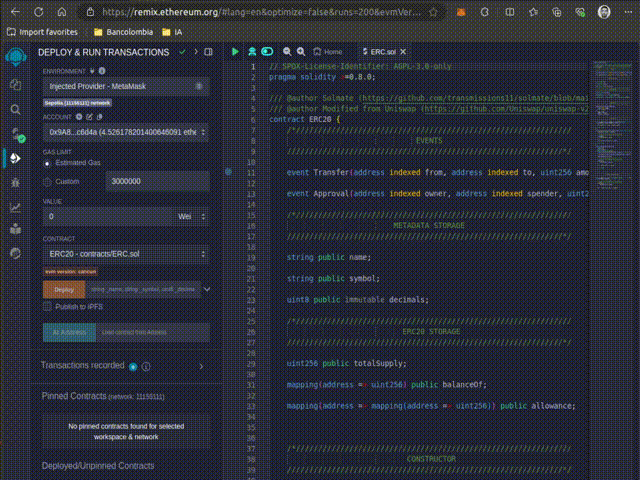 https://remix.ethereum.org/#lang=en&optimize=false&runs=200&evmVer...
Import favorites
Bancolombia
IA
DEPLOY & RUN TRANSACTIONS
ENVIRONMENT
Injected Provider - MetaMask
Sepolia (11155111) network
ACCOUNT
0x9A8...c6d4a (4.526178201400646091 ethe
GAS LIMIT
Estimated Gas
Custom
3000000
VALUE
0
Wei
CONTRACT
ERC20 - contracts/ERC.sol
evm version: cancun
Deploy
string _name, string _symbol, uint8 _decima
Publish to IPFS
At Address
Load contract from Address
Transactions recorded
Pinned Contracts (network: 11155111)
No pinned contracts found for selected
workspace & network
Deployed/Unpinned Contracts
Home
ERC.sol
1 // SPDX-License-Identifier: AGPL-3.0-only
2 pragma solidity >=0.8.0;
3
4 /// @author Solmate (https://github.com/transmissions11/solmate/blob/mai
5 /// @author Modified from Uniswap (https://github.com/Uniswap/uniswap-v2
6 contract ERC20 {
7 /*//////////////////////////////////////////////////////////////
8 EVENTS
9 //////////////////////////////////////////////////////////////*/
10
11 event Transfer(address indexed from, address indexed to, uint256 amo
12
13 event Approval(address indexed owner, address indexed spender, uint2
14
15 /*//////////////////////////////////////////////////////////////
16 METADATA STORAGE
17 //////////////////////////////////////////////////////////////*/
18
19 string public name;
20
21 string public symbol;
22
23 uint8 public immutable decimals;
24
25 /*//////////////////////////////////////////////////////////////
26 ERC20 STORAGE
27 //////////////////////////////////////////////////////////////*/
28
29 uint256 public totalSupply;
30
31 mapping(address => uint256) public balanceOf;
32
33 mapping(address => mapping(address => uint256)) public allowance;
34
35
36
37 /*//////////////////////////////////////////////////////////////
38 CONSTRUCTOR
39 //////////////////////////////////////////////////////////////*/